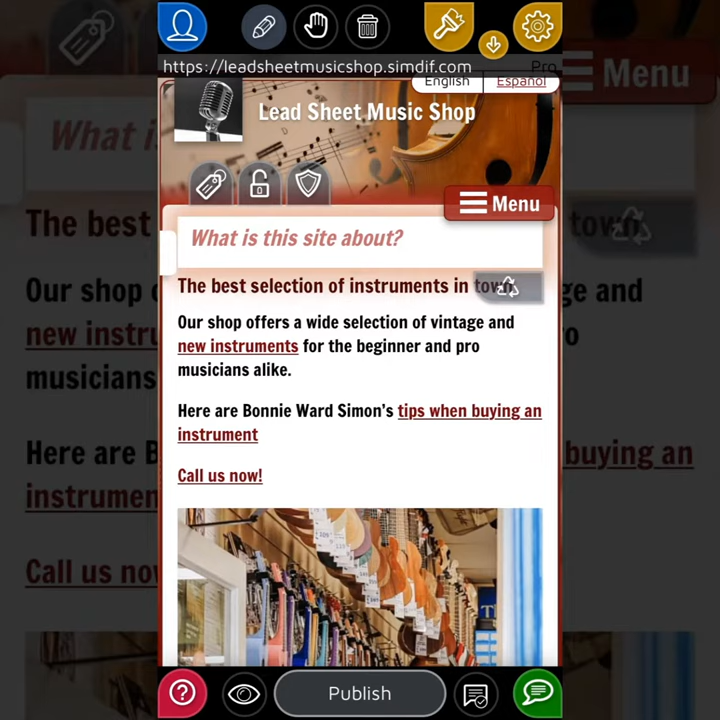 https://leadsheetmusicshop.simdif.com
Pro
English
Español
Lead Sheet Music Shop
Menu
What is this site about?
The best selection of instruments in town
Our shop offers a wide selection of vintage and
new instruments for the beginner and pro
musicians alike.
Here are Bonnie Ward Simon's tips when buying an
instrument
Call us now!
Publish